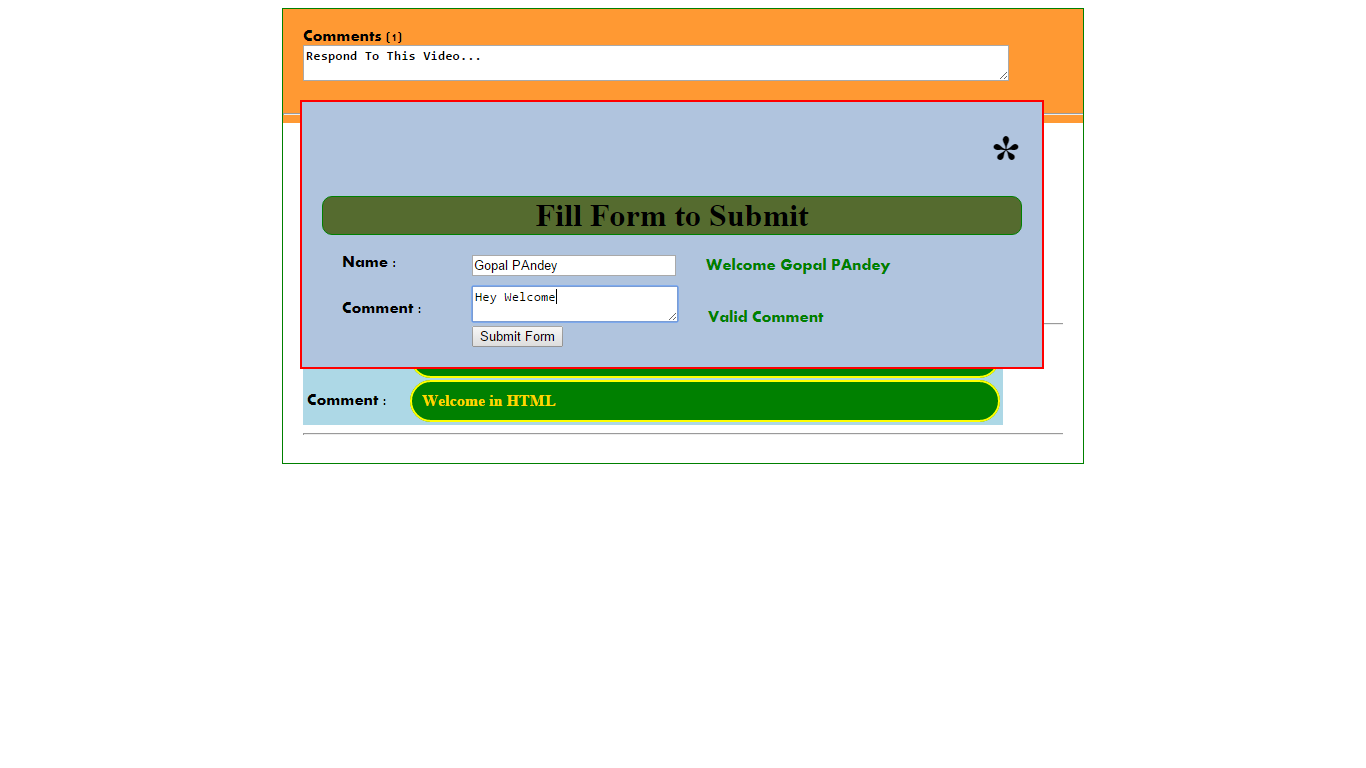 Comments (1)
Respond To This Video...
*
Fill Form to Submit
Name : Gopal PAndey Welcome Gopal PAndey
Comment : Hey Welcome Valid Comment
Submit Form
Comment : Welcome in HTML